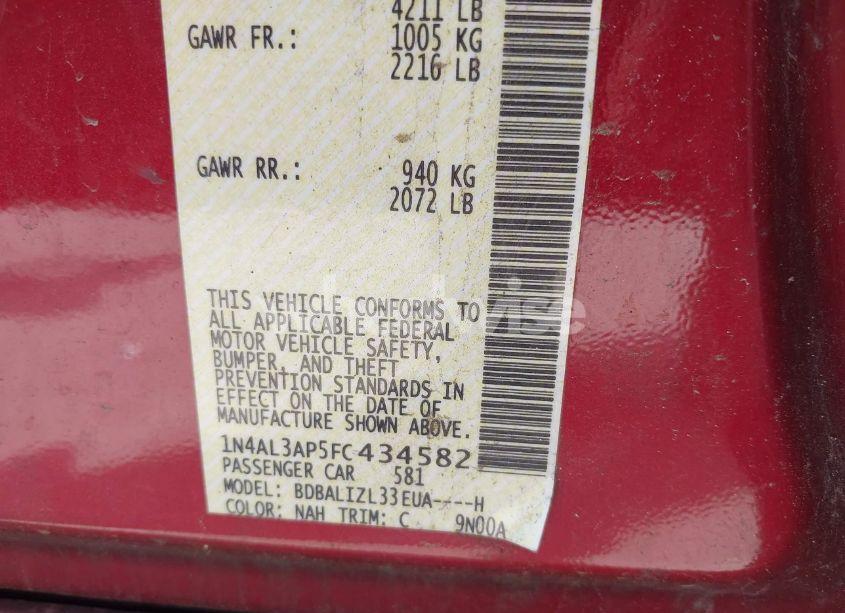 4211 LB
GAWR FR.: 1005 KG
2216 LB
GAWR RR.: 940 KG
2072 LB
THIS VEHICLE CONFORMS TO
ALL APPLICABLE FEDERAL
MOTOR VEHICLE SAFETY,
BUMPER, AND THEFT
PREVENTION STANDARDS IN
EFFECT ON THE DATE OF
MANUFACTURE SHOWN ABOVE.
1N4AL3AP5FC434582
PASSENGER CAR 581
MODEL: BDBALIZL33EUA----H
COLOR: NAH TRIM: C 9N00A